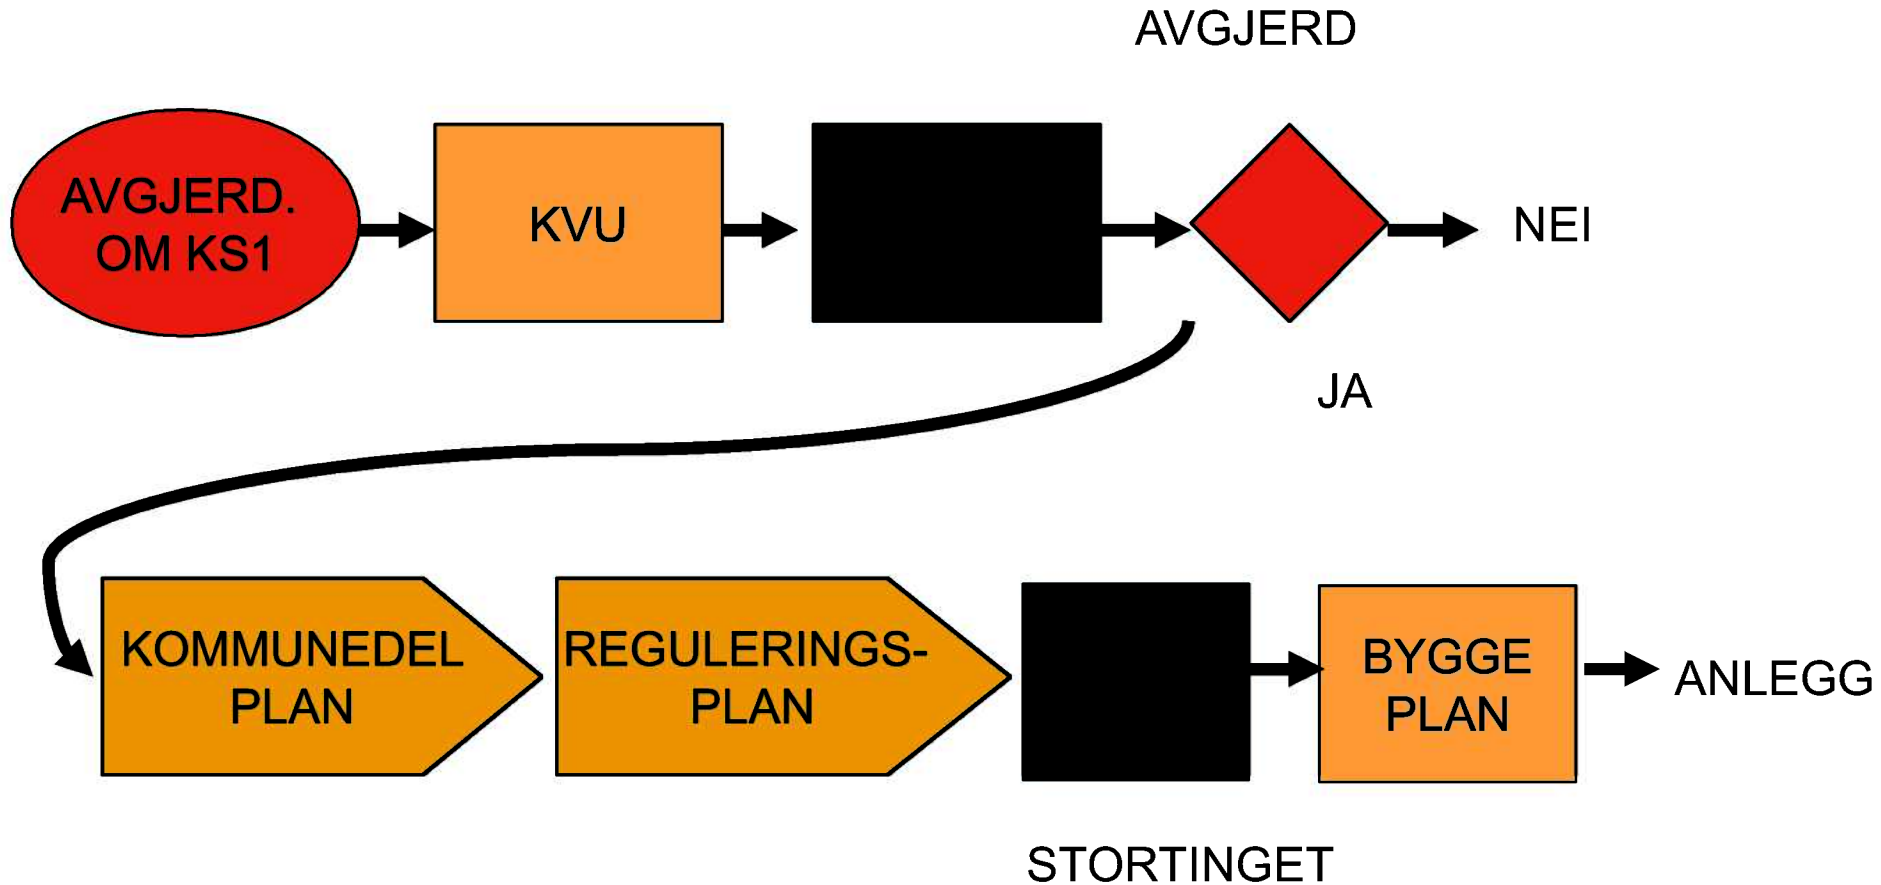 AVGJERD
AVGJERD.
OM KS1
KVU
NEI
JA
KOMMUNEDEL
PLAN
REGULERINGS-
PLAN
BYGGE
PLAN
ANLEGG
STORTINGET